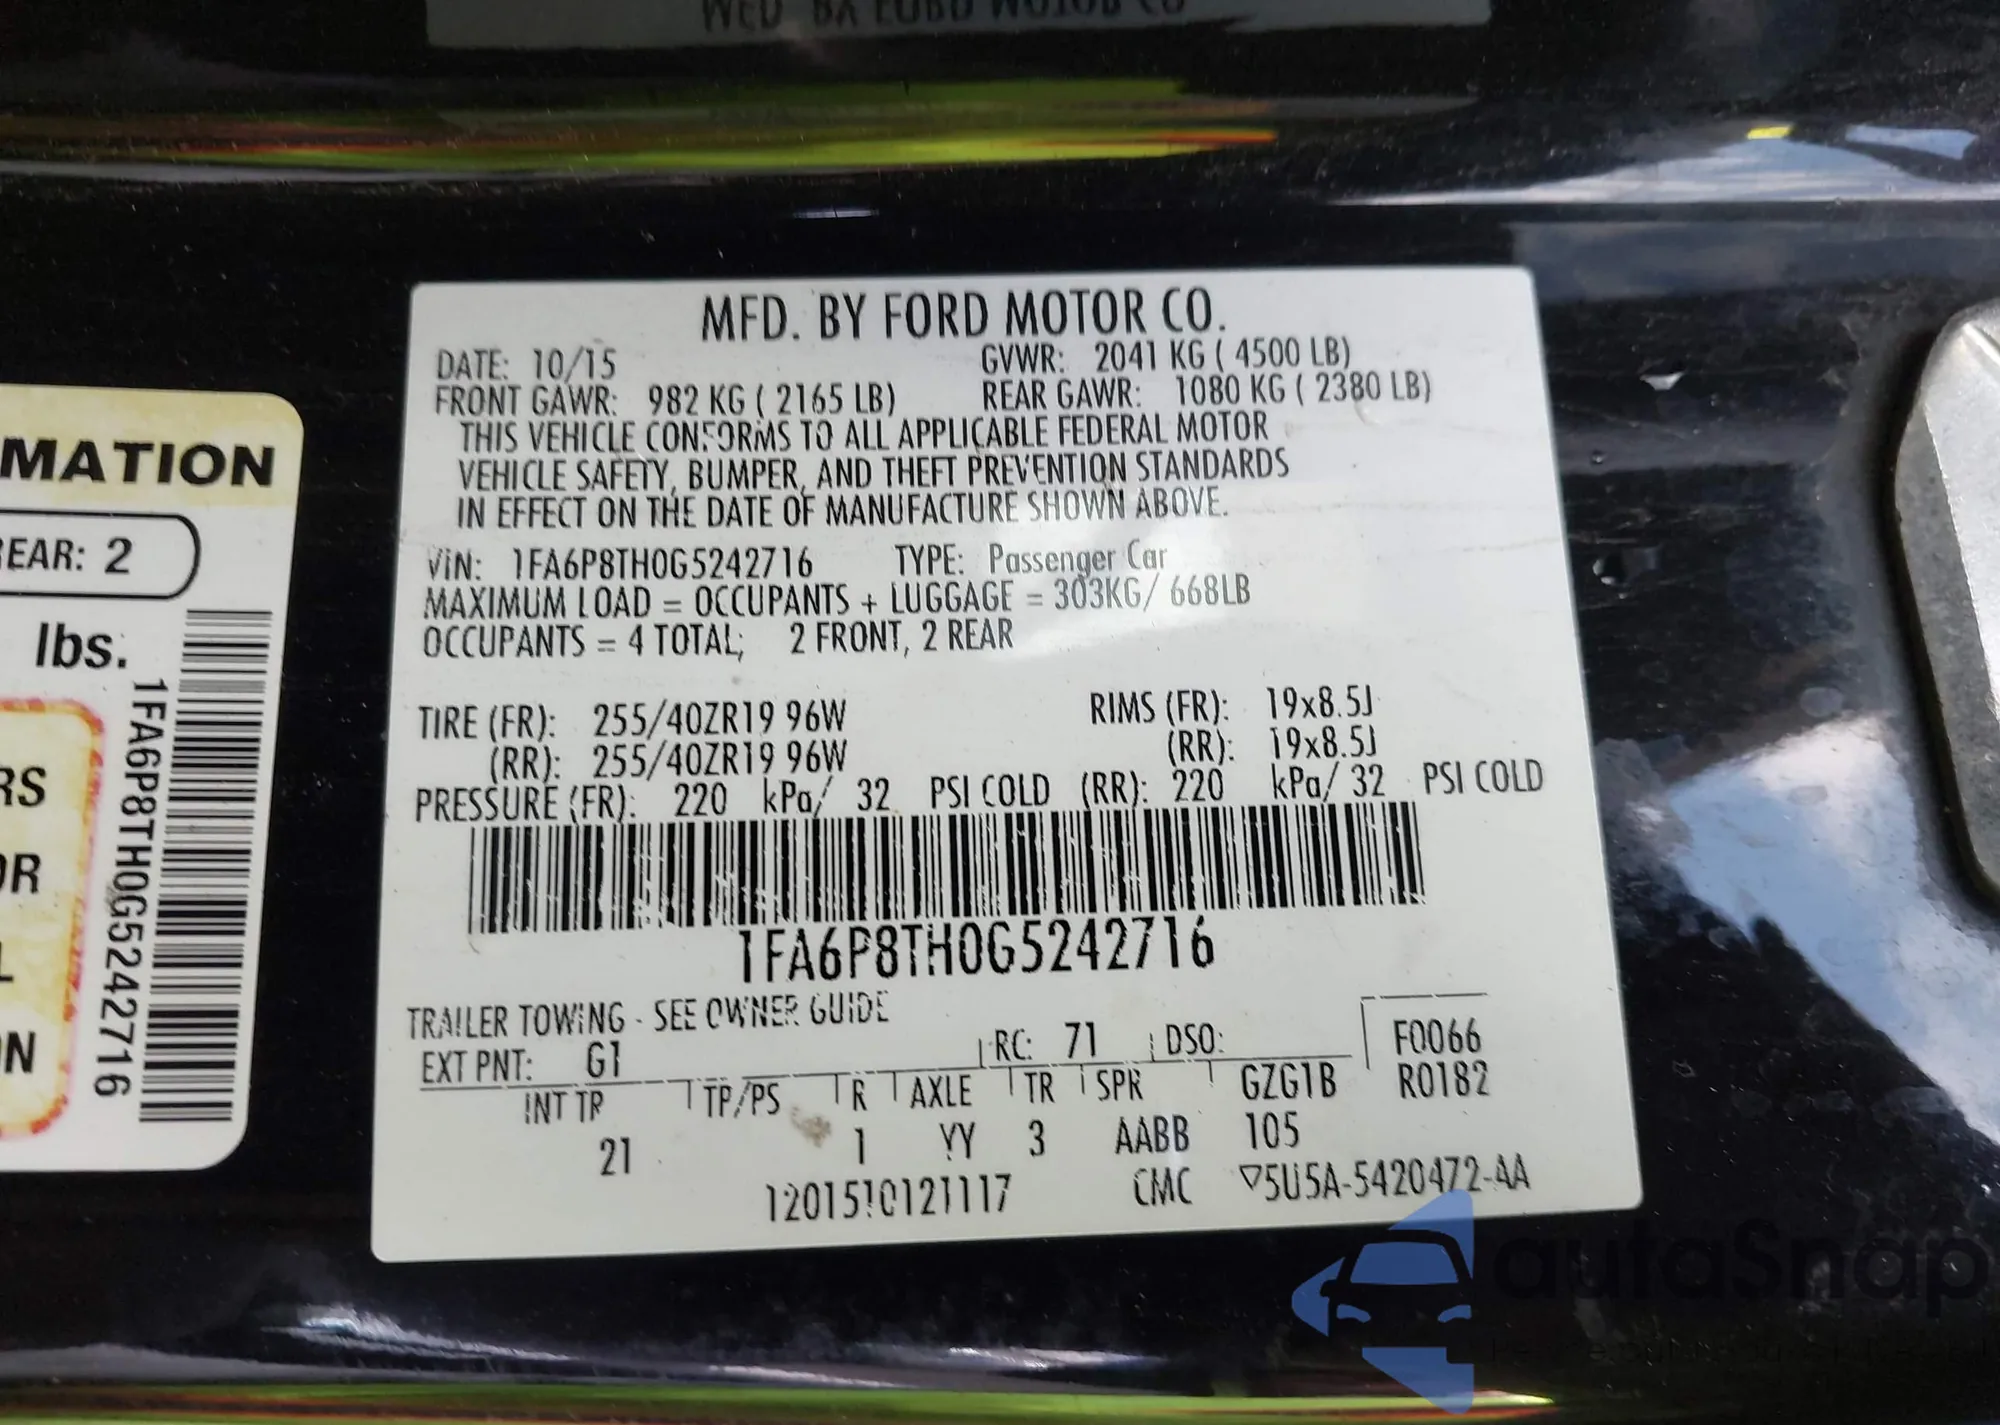 MATION
EAR: 2
lbs.
RS
OR
L
ON
1FA6P8TH0G5242716
MFD. BY FORD MOTOR CO.
DATE: 10/15 GVWR: 2041 KG ( 4500 LB)
FRONT GAWR: 982 KG ( 2165 LB) REAR GAWR: 1080 KG ( 2380 LB)
THIS VEHICLE CONFORMS TO ALL APPLICABLE FEDERAL MOTOR
VEHICLE SAFETY, BUMPER, AND THEFT PREVENTION STANDARDS
IN EFFECT ON THE DATE OF MANUFACTURE SHOWN ABOVE.
VIN: 1FA6P8TH0G5242716 TYPE: Passenger Car
MAXIMUM LOAD = OCCUPANTS + LUGGAGE = 303KG/ 668LB
OCCUPANTS = 4 TOTAL; 2 FRONT, 2 REAR
TIRE (FR): 255/40ZR19 96W RIMS (FR): 19x8.5J
(RR): 255/40ZR19 96W (RR): 19x8.5J
PRESSURE (FR): 220 kPa/ 32 PSI COLD (RR): 220 kPa/ 32 PSI COLD
1FA6P8TH0G5242716
TRAILER TOWING - SEE OWNER GUIDE
EXT PNT: G1 RC: 71 DSO: F0066
INT TR TP/PS R AXLE TR SPR GZG1B R0182
21 1 YY 3 AABB 105
1201510121117 CMC ▽5U5A-5420472-AA
autaSnap